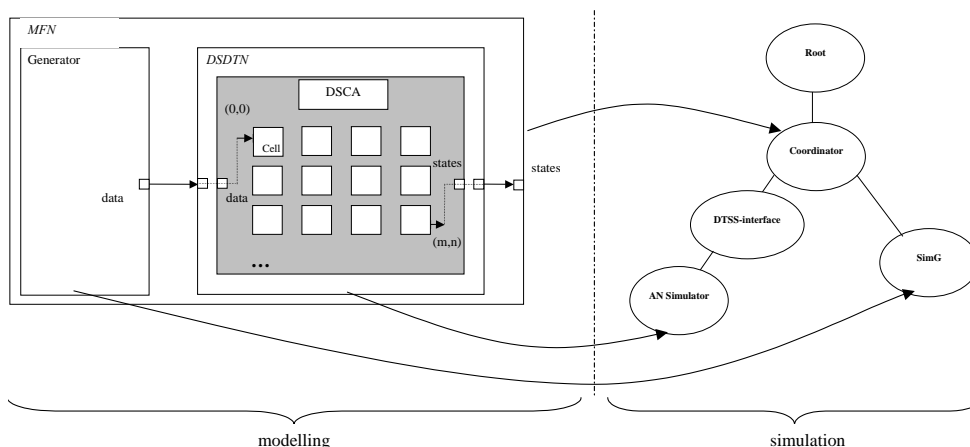 MFN
Generator
DSDTN
DSCA
(0,0)
Cell
states
data
data
states
(m,n)
...
Root
Coordinator
DTSS-interface
SimG
AN Simulator
modelling
simulation